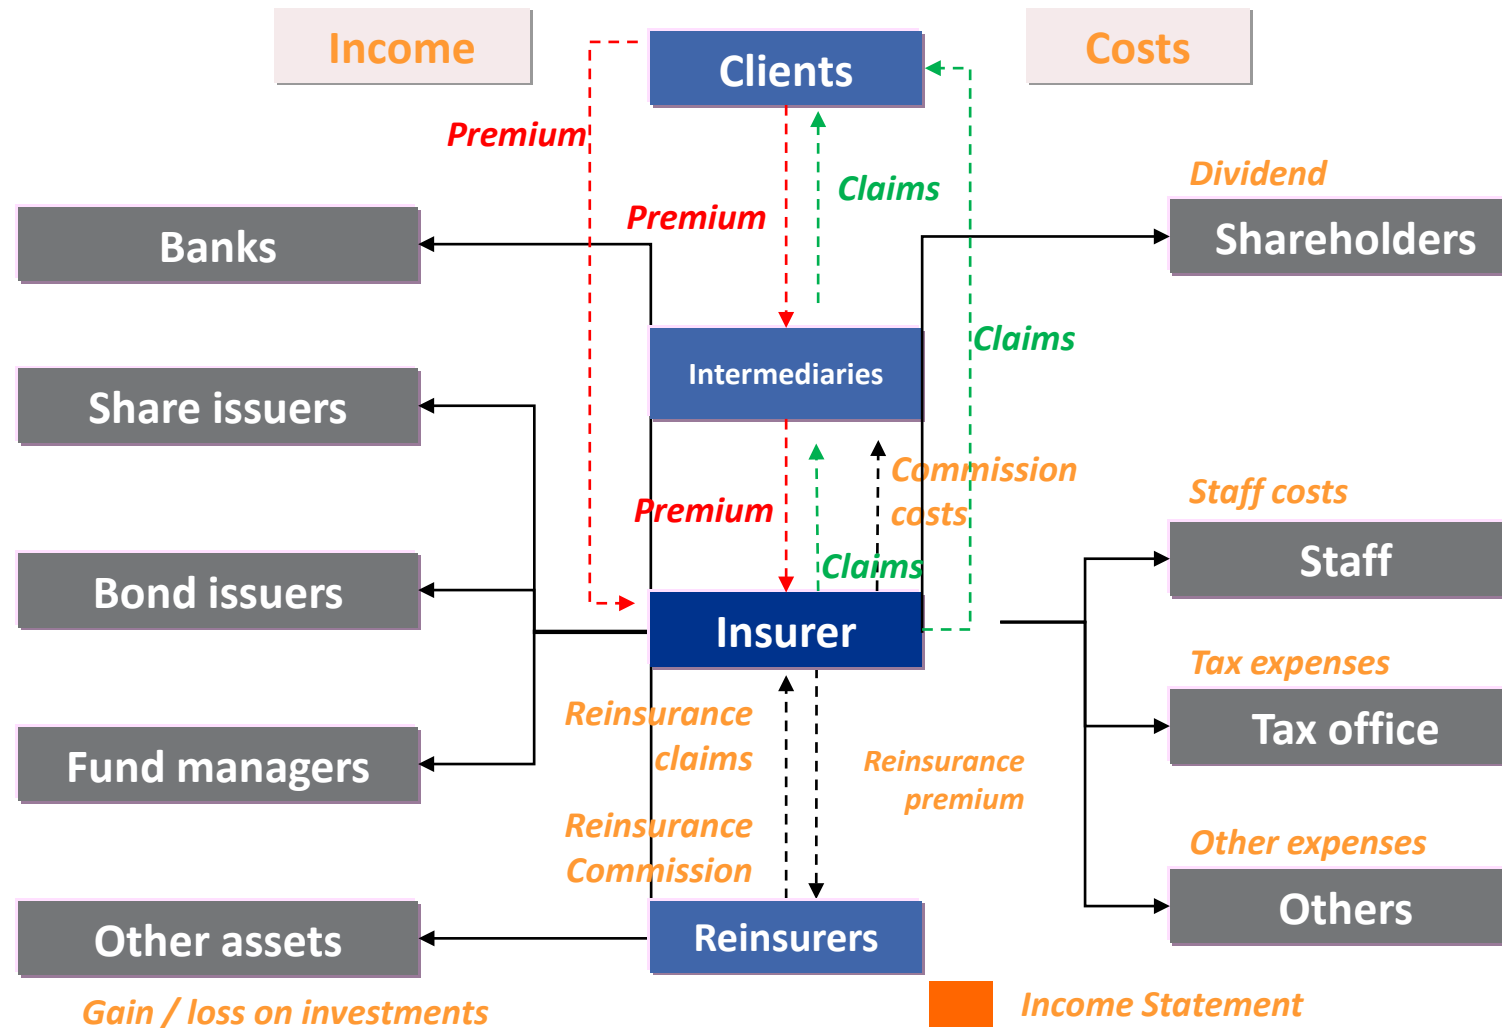 Income
Clients
Costs
Premium
Claims
Premium
Dividend
Banks
Shareholders
Claims
Intermediaries
Share issuers
Commission
costs
Staff costs
Premium
Staff
Claims
Bond issuers
Insurer
Tax expenses
Reinsurance
claims
Tax office
Fund managers
Reinsurance
premium
Reinsurance
Commission
Other expenses
Others
Other assets
Reinsurers
Gain / loss on investments
Income Statement